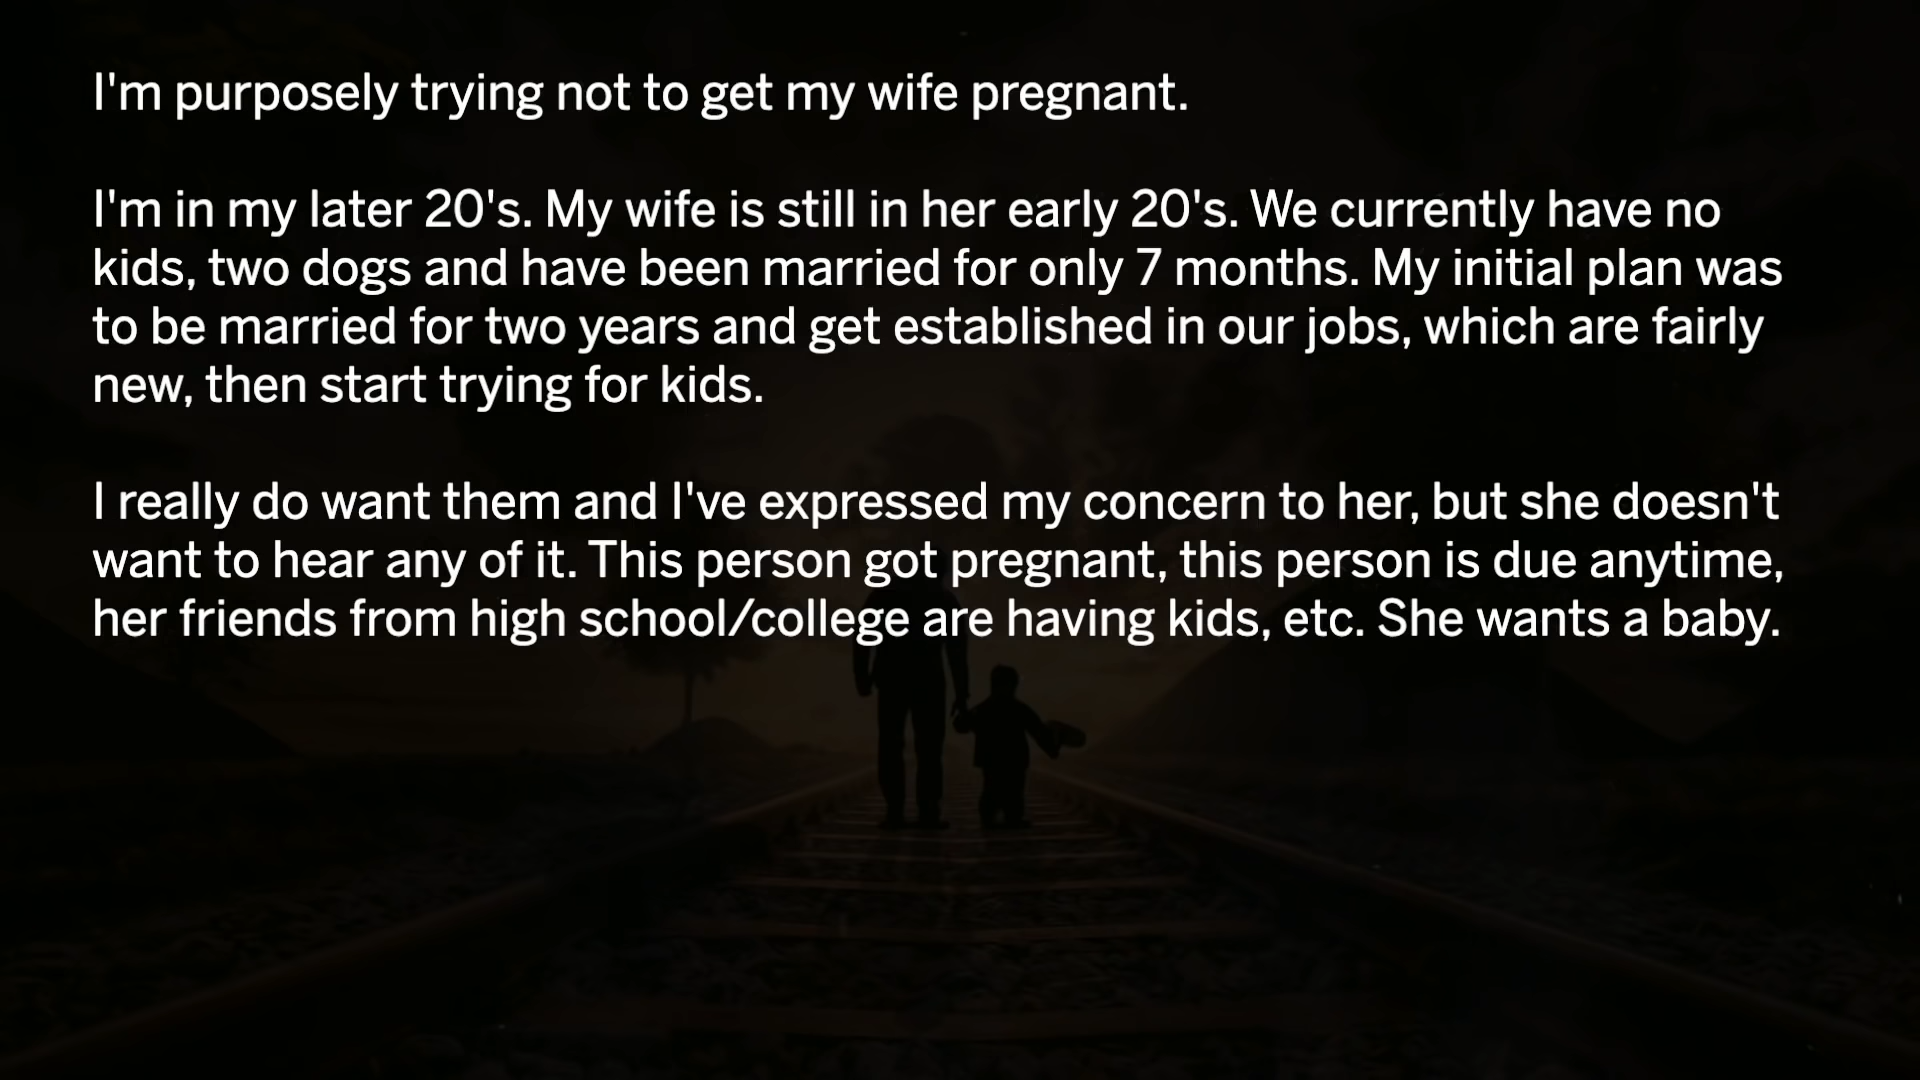 I'm purposely trying not to get my wife pregnant.
I'm in my later 20's. My wife is still in her early 20's. We currently have no
kids, two dogs and have been married for only 7 months. My initial plan was
to be married for two years and get established in our jobs, which are fairly
new, then start trying for kids.
I really do want them and I've expressed my concern to her, but she doesn't
want to hear any of it. This person got pregnant, this person is due anytime,
her friends from high school/college are having kids, etc. She wants a baby.